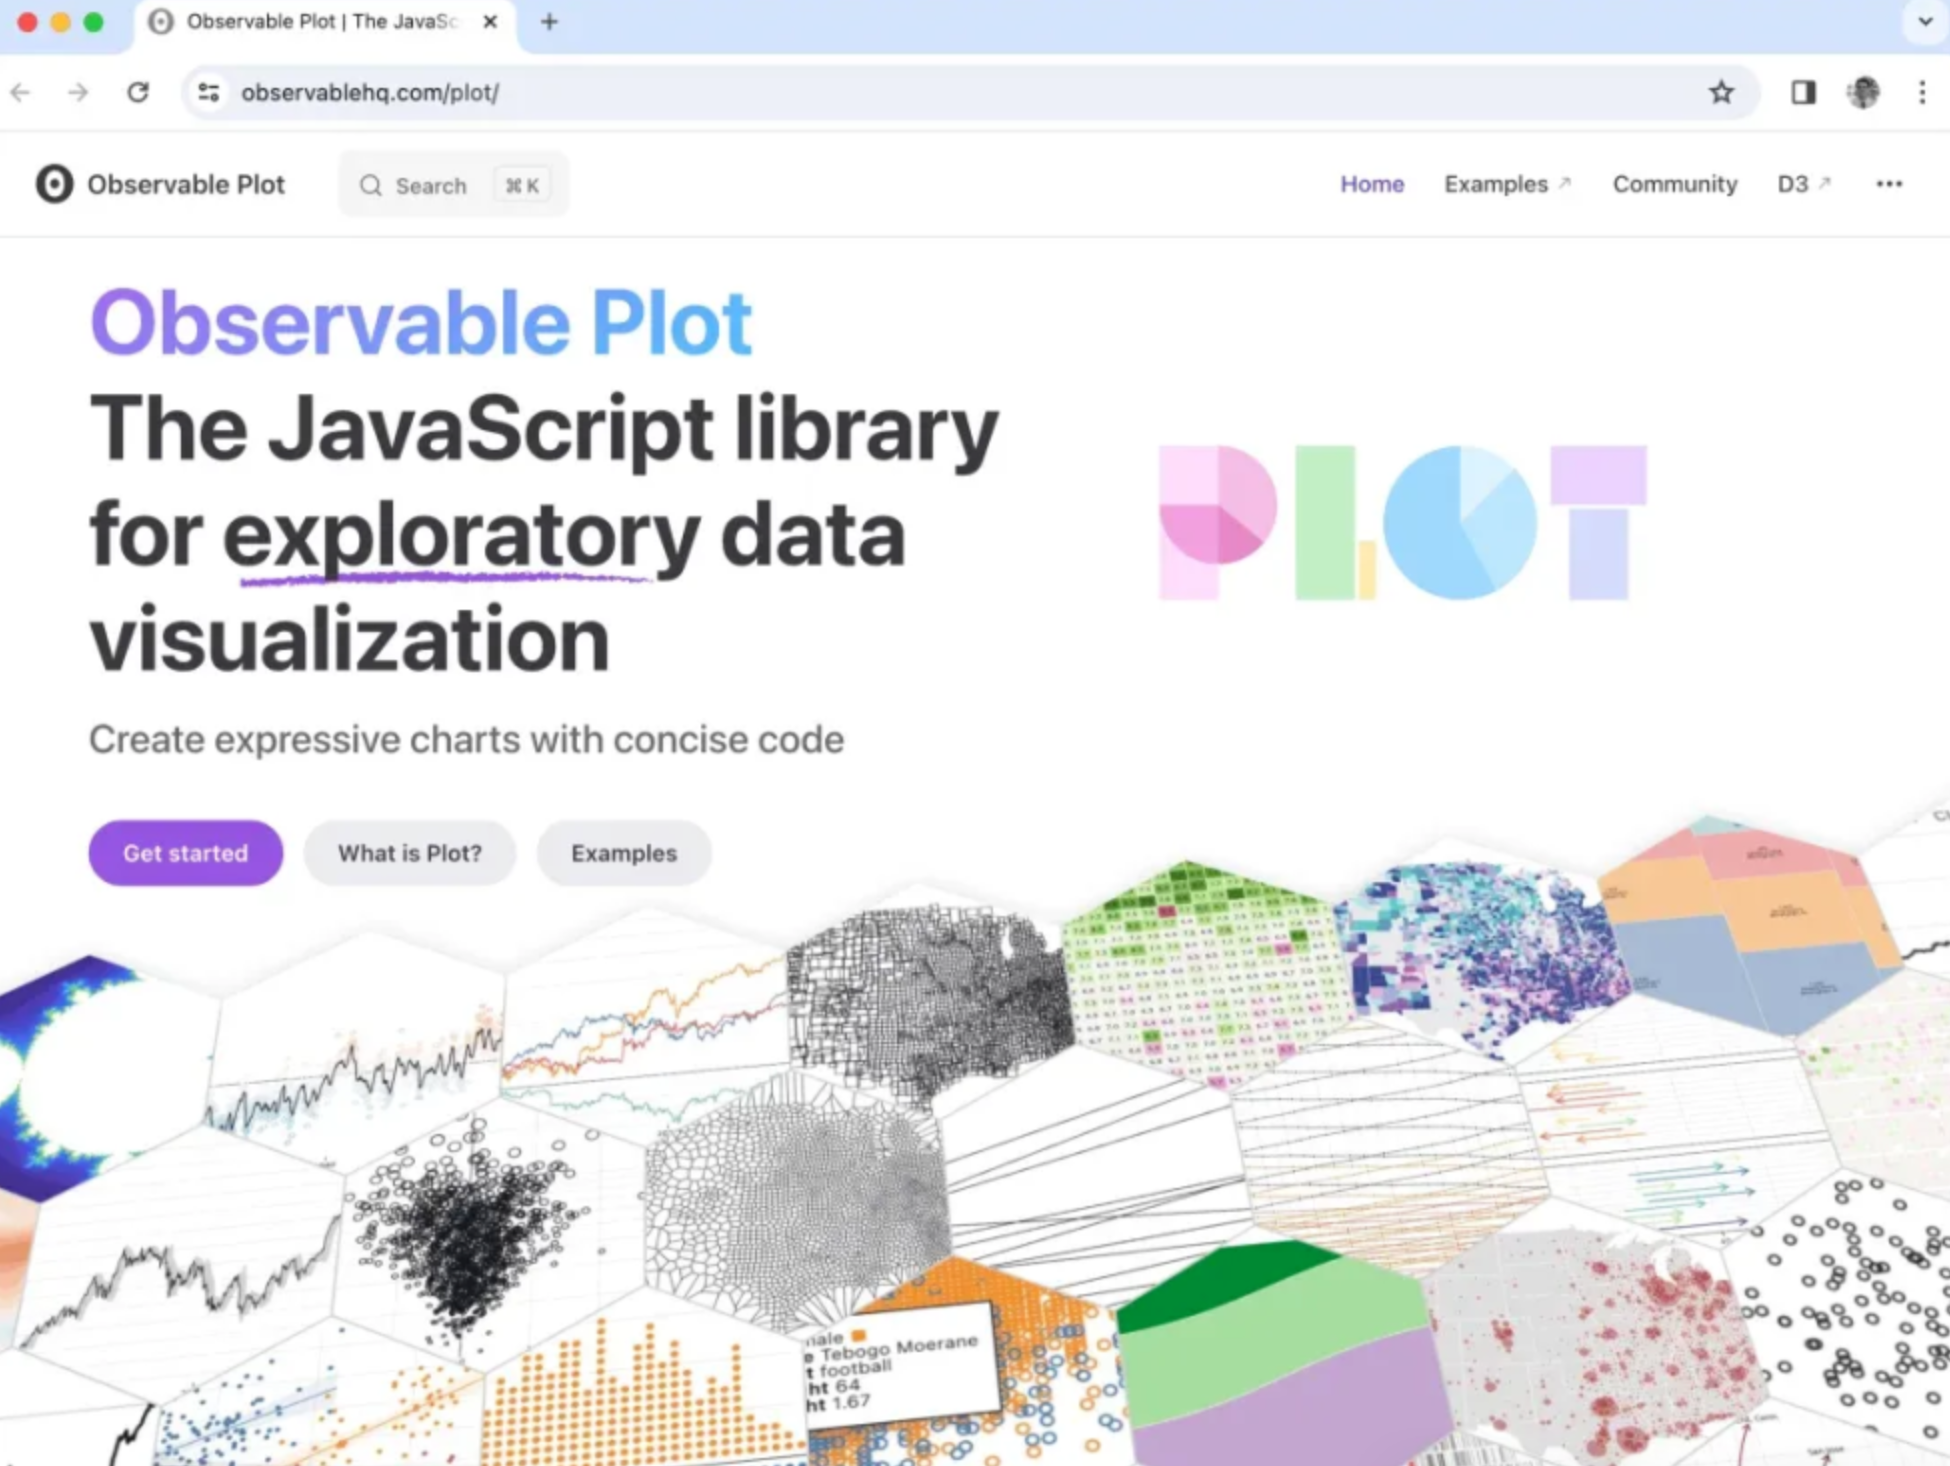 Observable Plot | The JavaSc
observablehq.com/plot/
Observable Plot
Search ⌘ K
Home Examples ↗ Community D3 ↗ •••
Observable Plot
The JavaScript library
for exploratory data
visualization
PLOT
Create expressive charts with concise code
Get started What is Plot? Examples
Tebogo Moerane
football
ht 64
ht 1.67